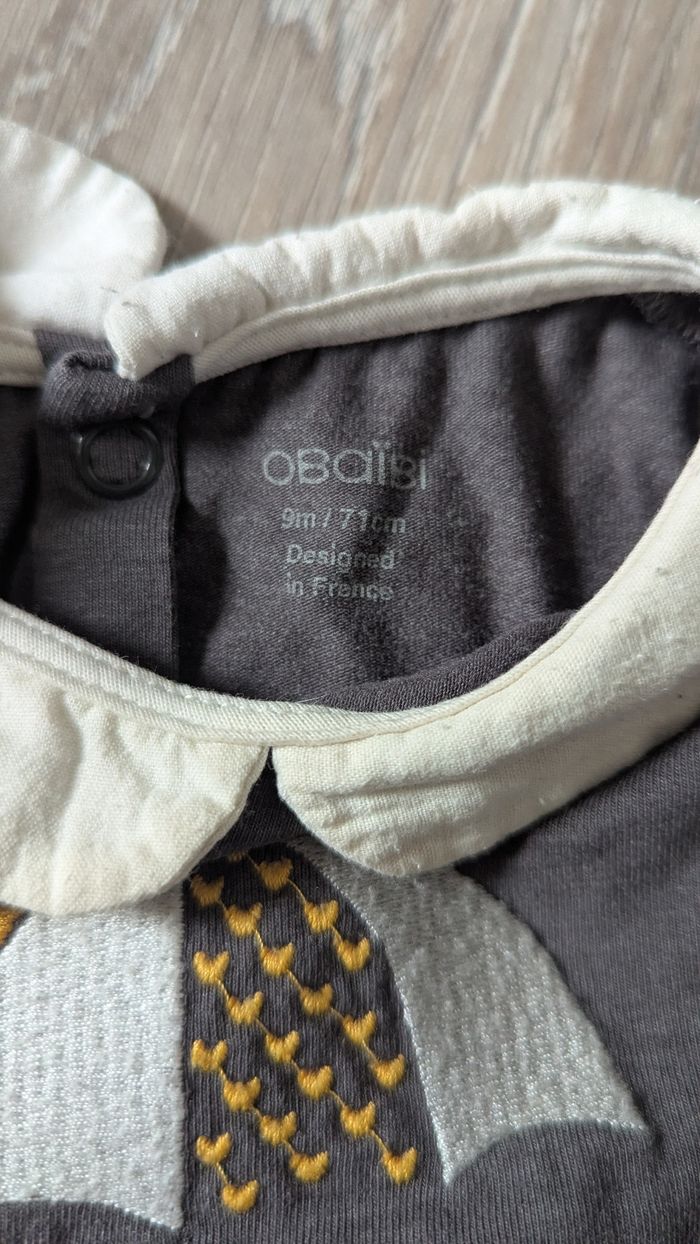 OBaïBi
9m / 71cm
Designed
in France